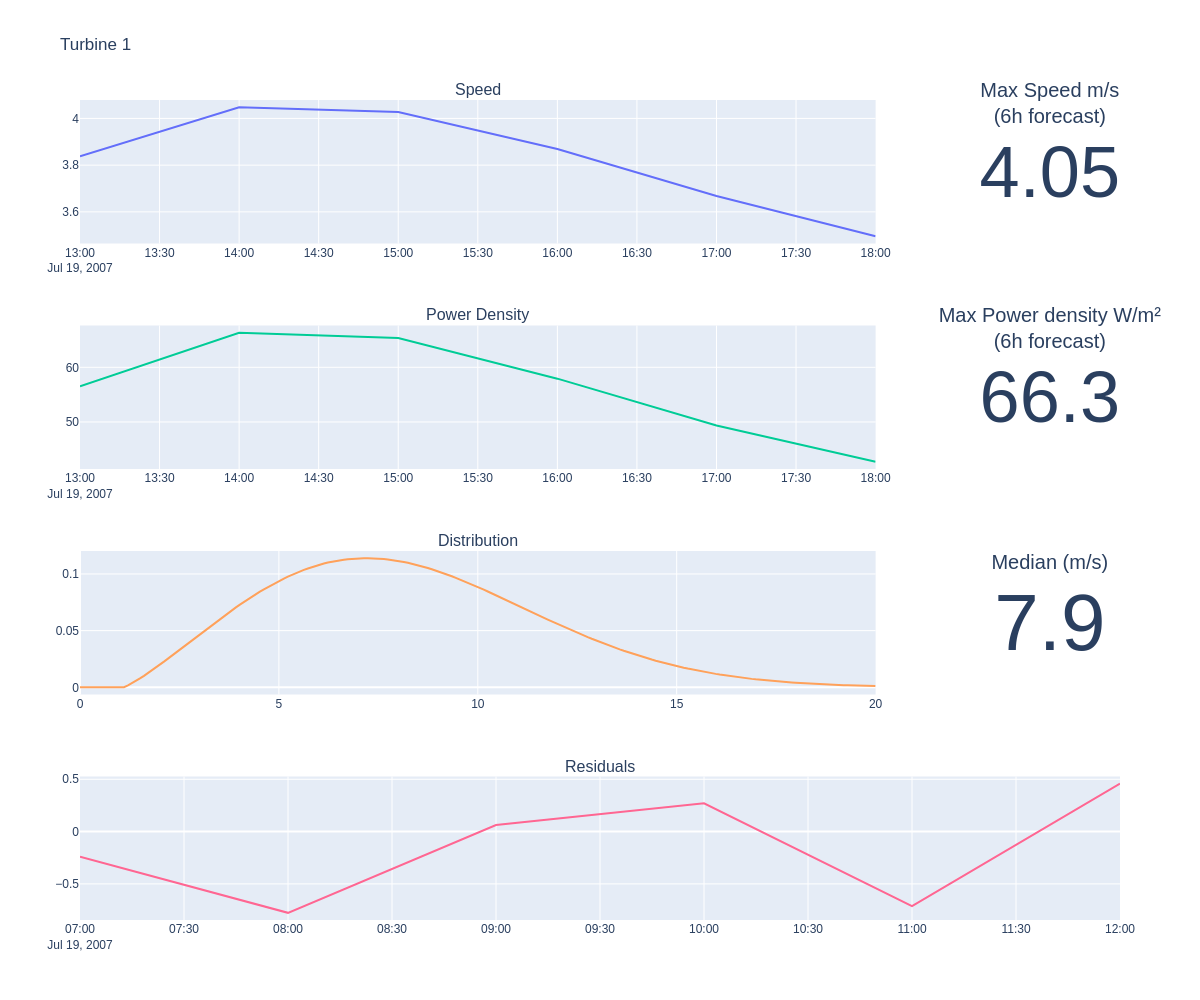 Turbine 1
Speed
4
3.8
3.6
13:00 13:30 14:00 14:30 15:00 15:30 16:00 16:30 17:00 17:30 18:00
Jul 19, 2007
Max Speed m/s
(6h forecast)
4.05
Power Density
60
50
13:00 13:30 14:00 14:30 15:00 15:30 16:00 16:30 17:00 17:30 18:00
Jul 19, 2007
Max Power density W/m²
(6h forecast)
66.3
Distribution
0.1
0.05
0
0 5 10 15 20
Median (m/s)
7.9
Residuals
0.5
0
−0.5
07:00 07:30 08:00 08:30 09:00 09:30 10:00 10:30 11:00 11:30 12:00
Jul 19, 2007